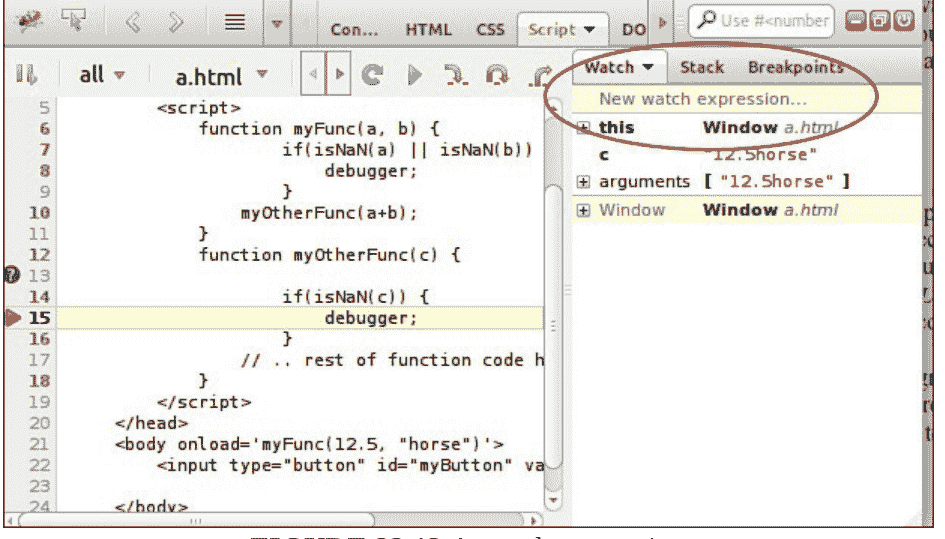 Con... HTML CSS Script DO Use #<number
all a.html Watch Stack Breakpoints
New watch expression...
this Window a.html
c "12.5horse"
arguments [ "12.5horse" ]
Window Window a.html
5 <script>
6 function myFunc(a, b) {
7 if(isNaN(a) || isNaN(b))
8 debugger;
9 }
10 myOtherFunc(a+b);
11 }
12 function myOtherFunc(c) {
13
14 if(isNaN(c)) {
15 debugger;
16 }
17 // .. rest of function code h
18 }
19 </script>
20 </head>
21 <body onload='myFunc(12.5, "horse")'>
22 <input type="button" id="myButton" va
23
24 </body>